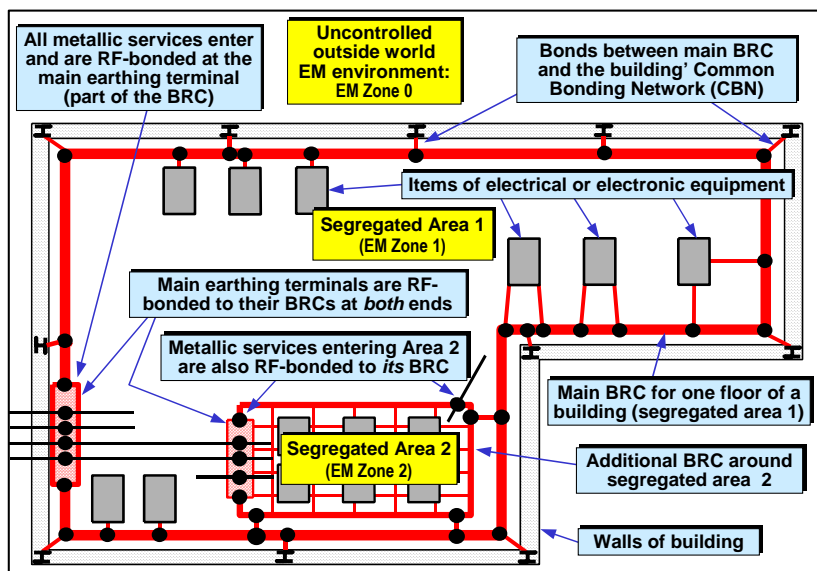 All metallic services enter
and are RF-bonded at the
main earthing terminal
(part of the BRC)
Uncontrolled
outside world
EM environment:
EM Zone 0
Bonds between main BRC
and the building’ Common
Bonding Network (CBN)
Items of electrical or electronic equipment
Segregated Area 1
(EM Zone 1)
Main earthing terminals are RF-
bonded to their BRCs at both ends
Metallic services entering Area 2
are also RF-bonded to its BRC
Main BRC for one floor of a
building (segregated area 1)
Segregated Area 2
(EM Zone 2)
Additional BRC around
segregated area 2
Walls of building